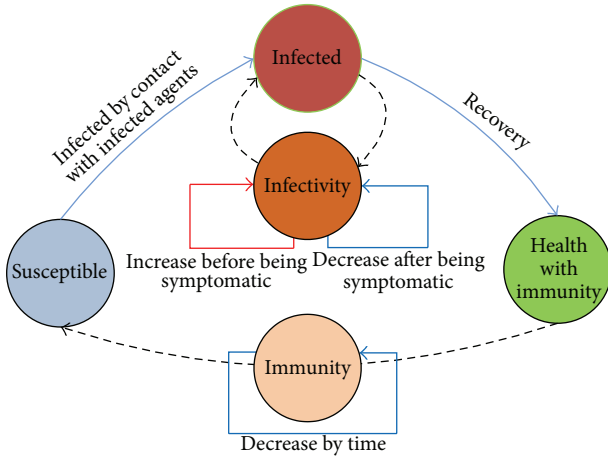 Infected
Infected by contact
with infected agents
Recovery
Infectivity
Susceptible
Increase before being
symptomatic
Decrease after being
symptomatic
Health
with
immunity
Immunity
Decrease by time